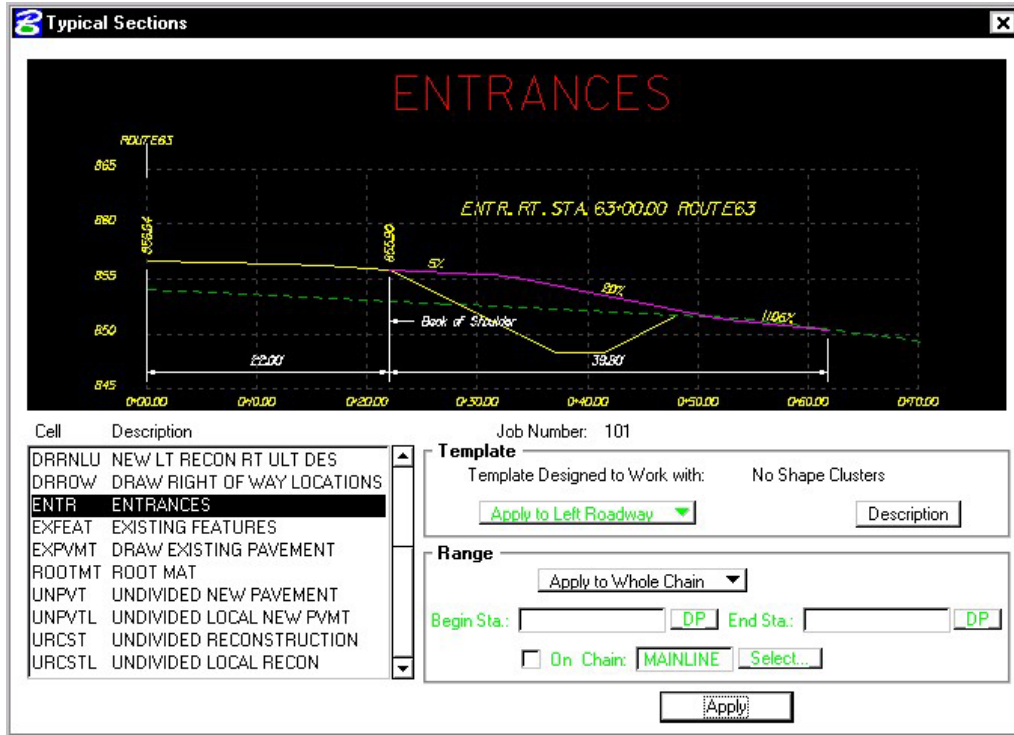 Typical Sections
ENTRANCES
ROUTE63
865
ENTR. RT. STA. 63+00.00 ROUTE63
860
856.64
855.90
5%
855
20%
11.06%
Back of Shoulder
850
22.00
39.80
845
0+00.00 0+10.00 0+20.00 0+30.00 0+40.00 0+50.00 0+60.00 0+70.00
Cell Description
Job Number: 101
DRRNLU NEW LT RECON RT ULT DES
DRROW DRAW RIGHT OF WAY LOCATIONS
ENTR ENTRANCES
EXFEAT EXISTING FEATURES
EXPVMT DRAW EXISTING PAVEMENT
ROOTMT ROOT MAT
UNPVT UNDIVIDED NEW PAVEMENT
UNPVTL UNDIVIDED LOCAL NEW PVMT
URCST UNDIVIDED RECONSTRUCTION
URCSTL UNDIVIDED LOCAL RECON
Template
Template Designed to Work with: No Shape Clusters
Apply to Left Roadway
Description
Range
Apply to Whole Chain
Begin Sta.: DP End Sta.: DP
On Chain: MAINLINE Select...
Apply